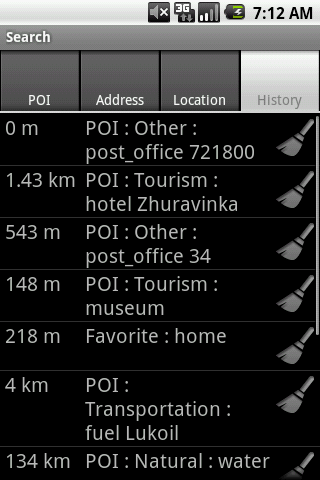 3G
7:12 AM
Search
POI Address Location History
0 m POI : Other :
post_office 721800
1.43 km POI : Tourism :
hotel Zhuravinka
543 m POI : Other :
post_office 34
148 m POI : Tourism :
museum
218 m Favorite : home
4 km POI :
Transportation :
fuel Lukoil
134 km POI : Natural : water